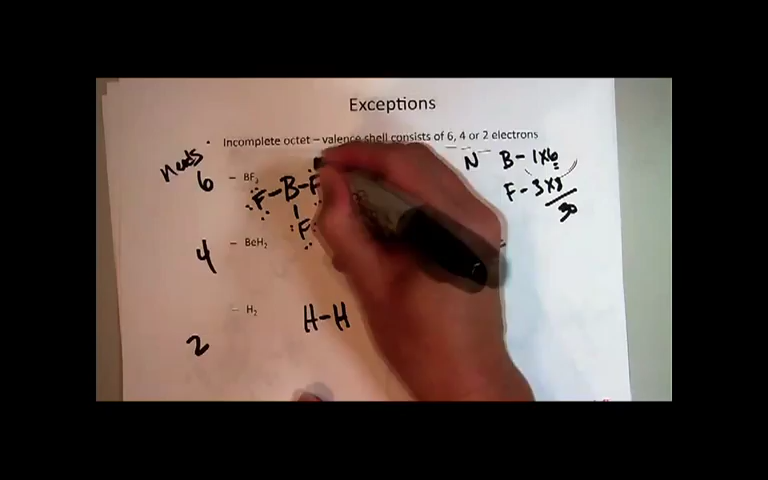 Exceptions
• Incomplete octet – valence shell consists of 6, 4 or 2 electrons
needs
6 – BF3
F–B–F
F
4 – BeH2
2 – H2
H–H
N B – 1x6
F – 3x8
30